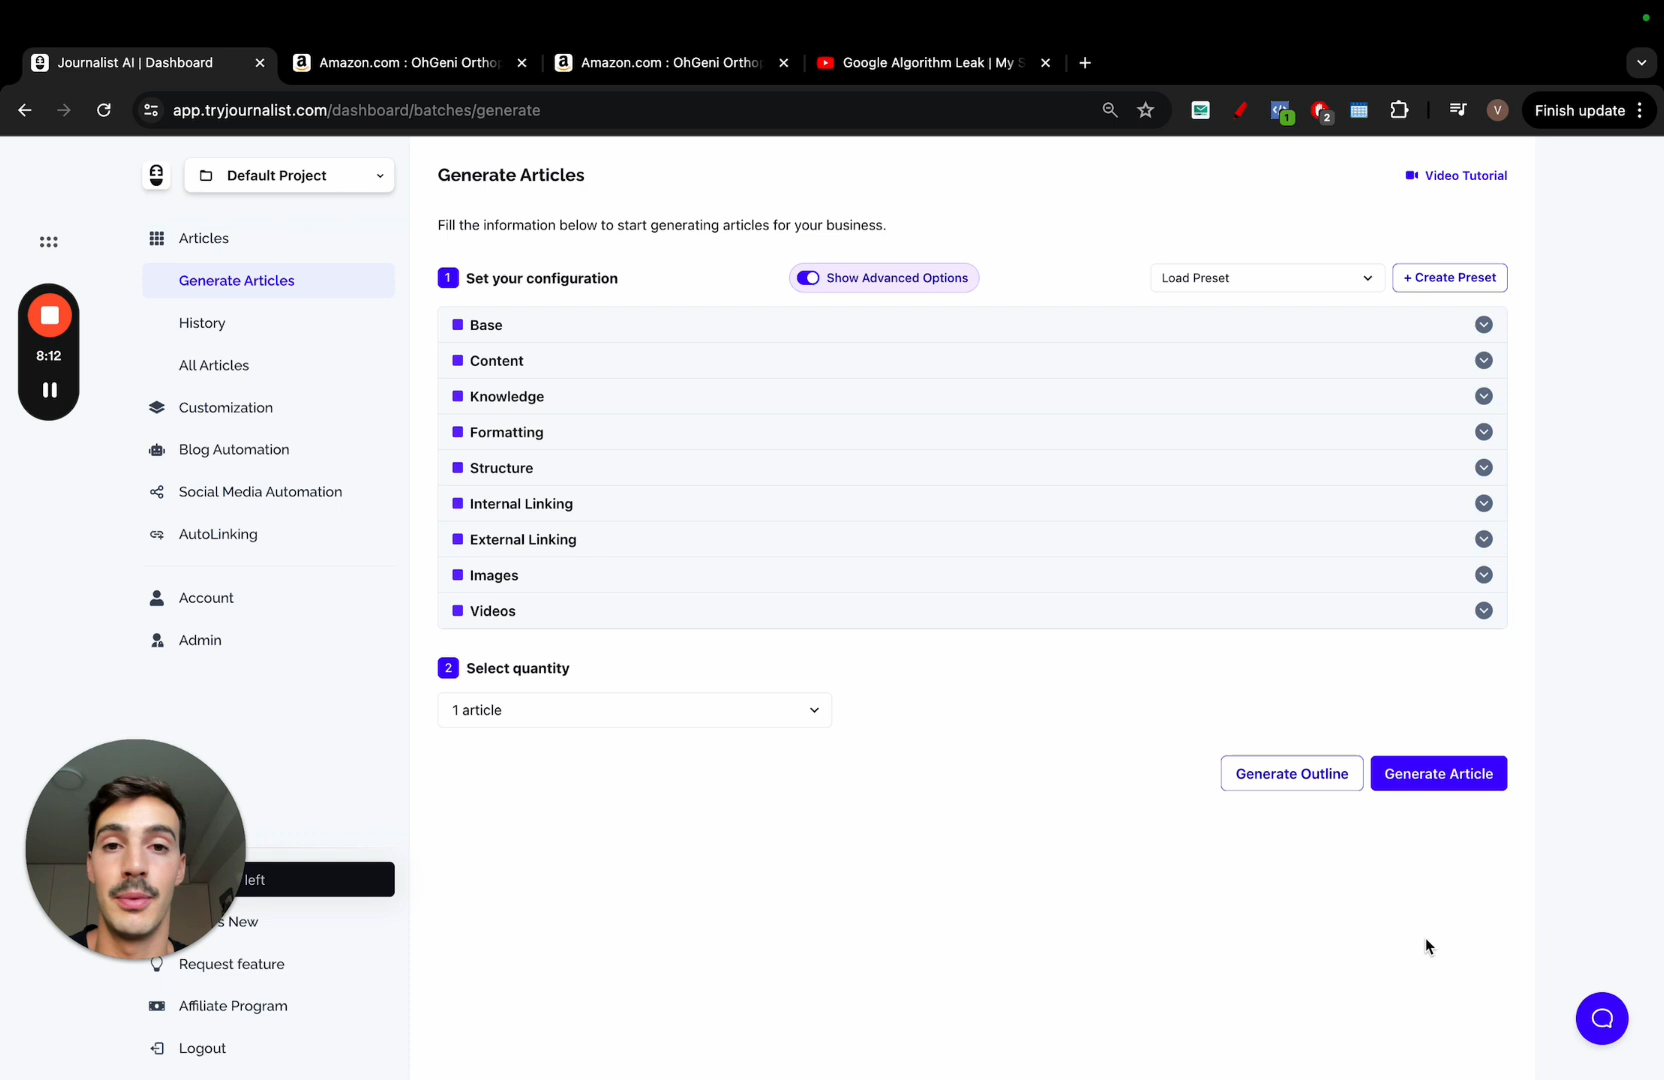 Journalist AI | Dashboard
Amazon.com : OhGeni Ortho
Amazon.com : OhGeni Ortho
Google Algorithm Leak | My S
app.tryjournalist.com/dashboard/batches/generate
1
2
V
Finish update
Default Project
Generate Articles
Video Tutorial
Articles
Fill the information below to start generating articles for your business.
Generate Articles
1 Set your configuration
Show Advanced Options
Load Preset
+ Create Preset
History
All Articles
Customization
Blog Automation
Social Media Automation
AutoLinking
Account
Admin
8:12
Base
Content
Knowledge
Formatting
Structure
Internal Linking
External Linking
Images
Videos
2 Select quantity
1 article
Generate Outline
Generate Article
left
s New
Request feature
Affiliate Program
Logout